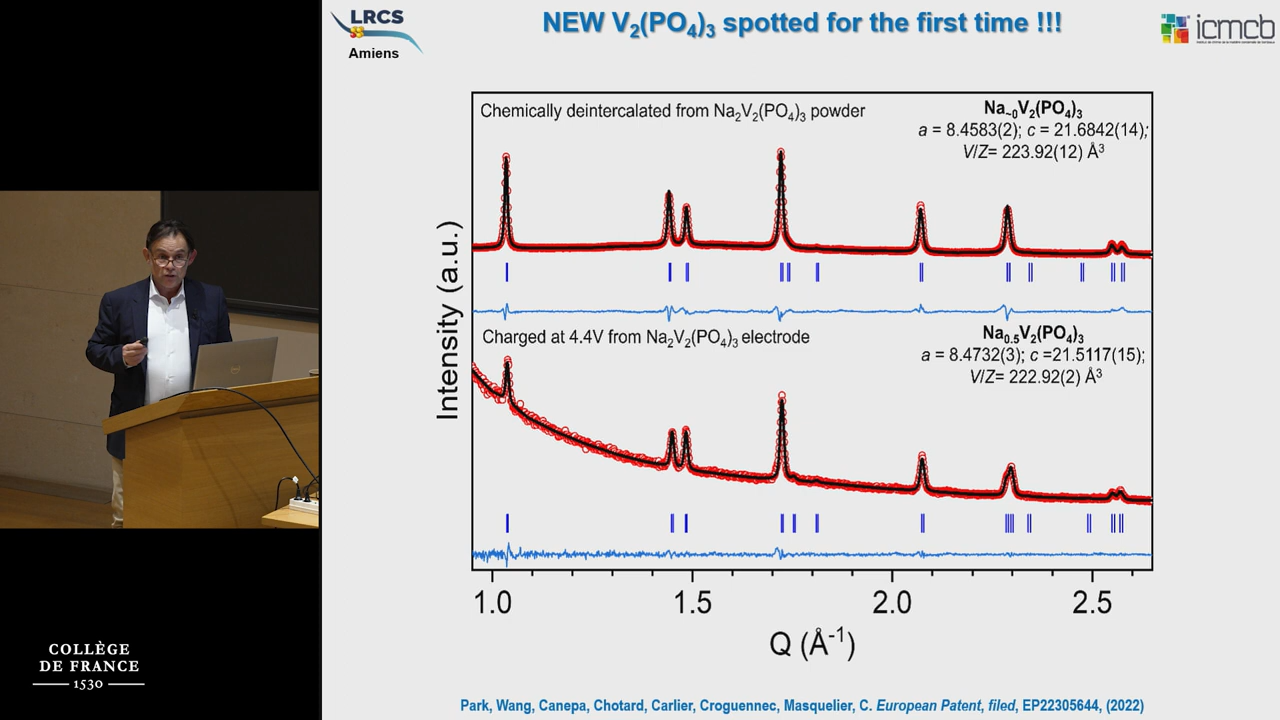 LRCS
Amiens
NEW V₂(PO₄)₃ spotted for the first time !!!
icmcb
Chemically deintercalated from Na₂V₂(PO₄)₃ powder
Na~₀V₂(PO₄)₃
a = 8.4583(2); c = 21.6842(14);
V/Z= 223.92(12) Å³
Charged at 4.4V from Na₂V₂(PO₄)₃ electrode
Na₀.₅V₂(PO₄)₃
a = 8.4732(3); c =21.5117(15);
V/Z= 222.92(2) Å³
Intensity (a.u.)
1.0 1.5 2.0 2.5
Q (Å⁻¹)
COLLÈGE
DE FRANCE
1530
Park, Wang, Canepa, Chotard, Carlier, Croguennec, Masquelier, C. European Patent, filed, EP22305644, (2022)